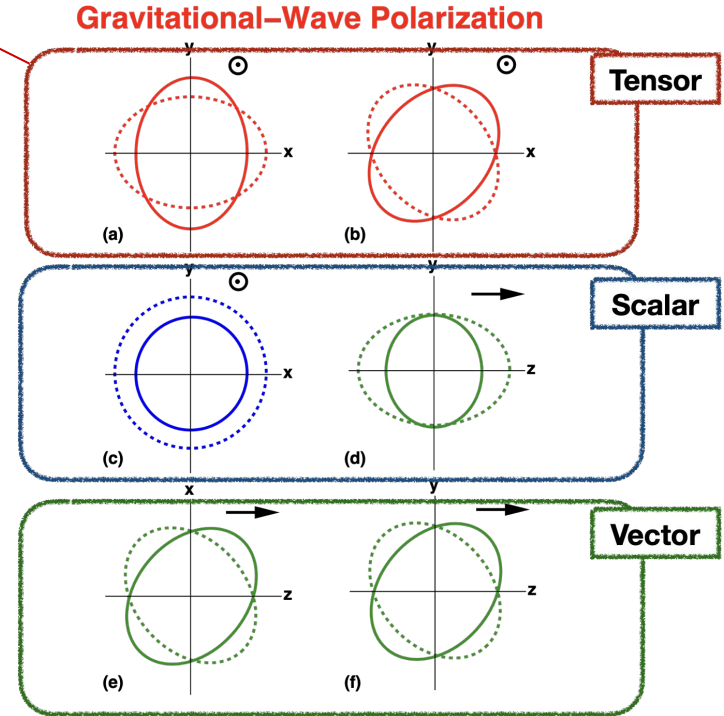 Gravitational–Wave Polarization
Tensor
y
x
(a)
y
x
(b)
Scalar
y
x
(c)
y
z
(d)
Vector
x
z
(e)
y
z
(f)